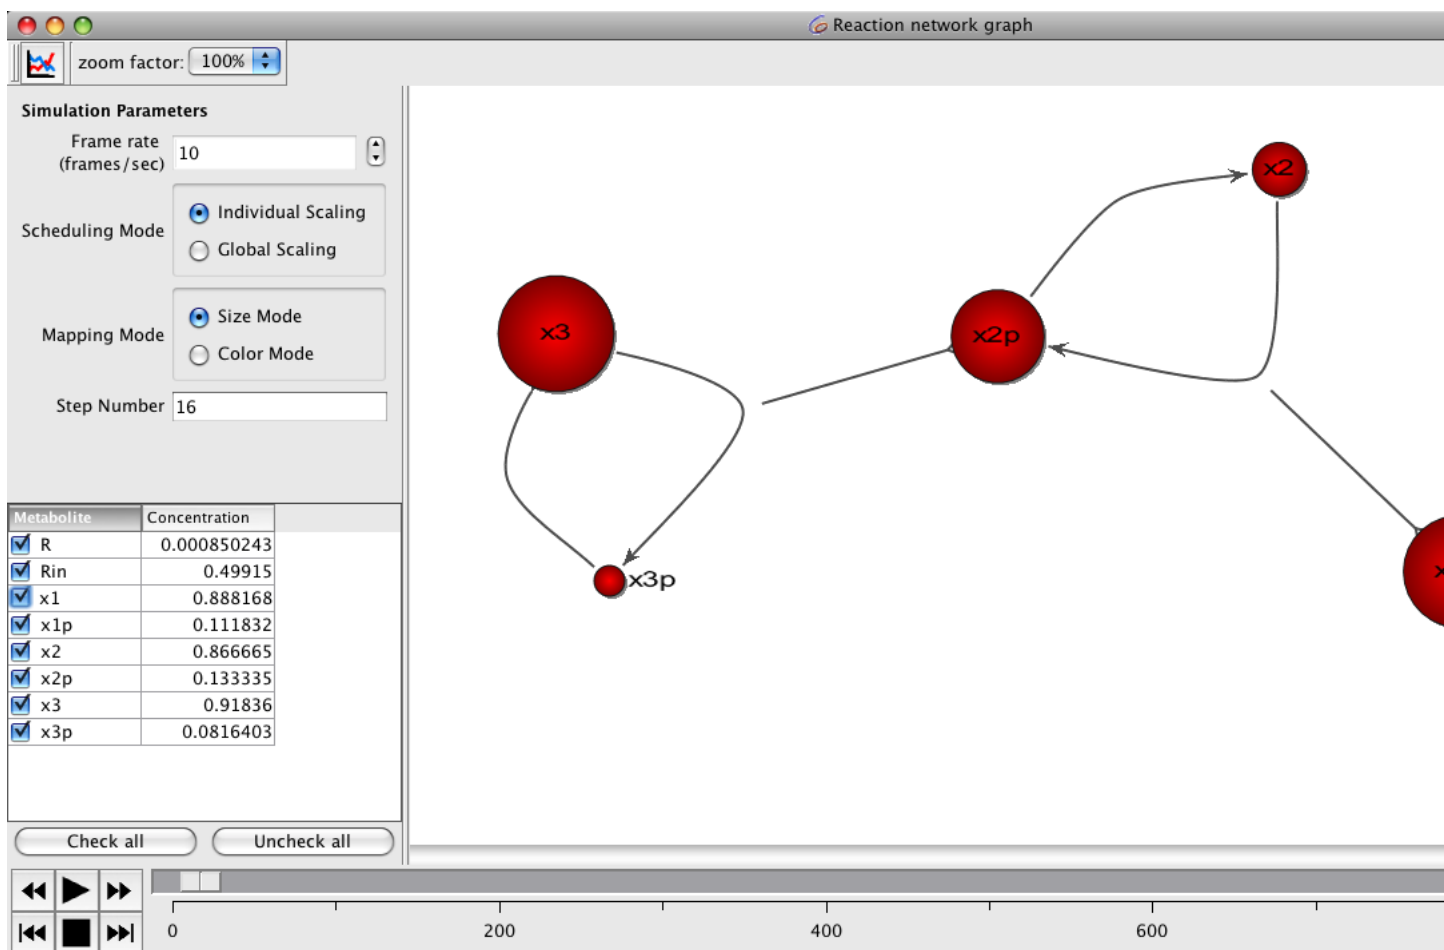 Reaction network graph
zoom factor: 100%
Simulation Parameters
Frame rate
(frames/sec)
10
Scheduling Mode
Individual Scaling
Global Scaling
Mapping Mode
Size Mode
Color Mode
Step Number 16
Metabolite Concentration
R 0.000850243
Rin 0.49915
x1 0.888168
x1p 0.111832
x2 0.866665
x2p 0.133335
x3 0.91836
x3p 0.0816403
Check all Uncheck all
x2
x3
x2p
x3p
0 200 400 600